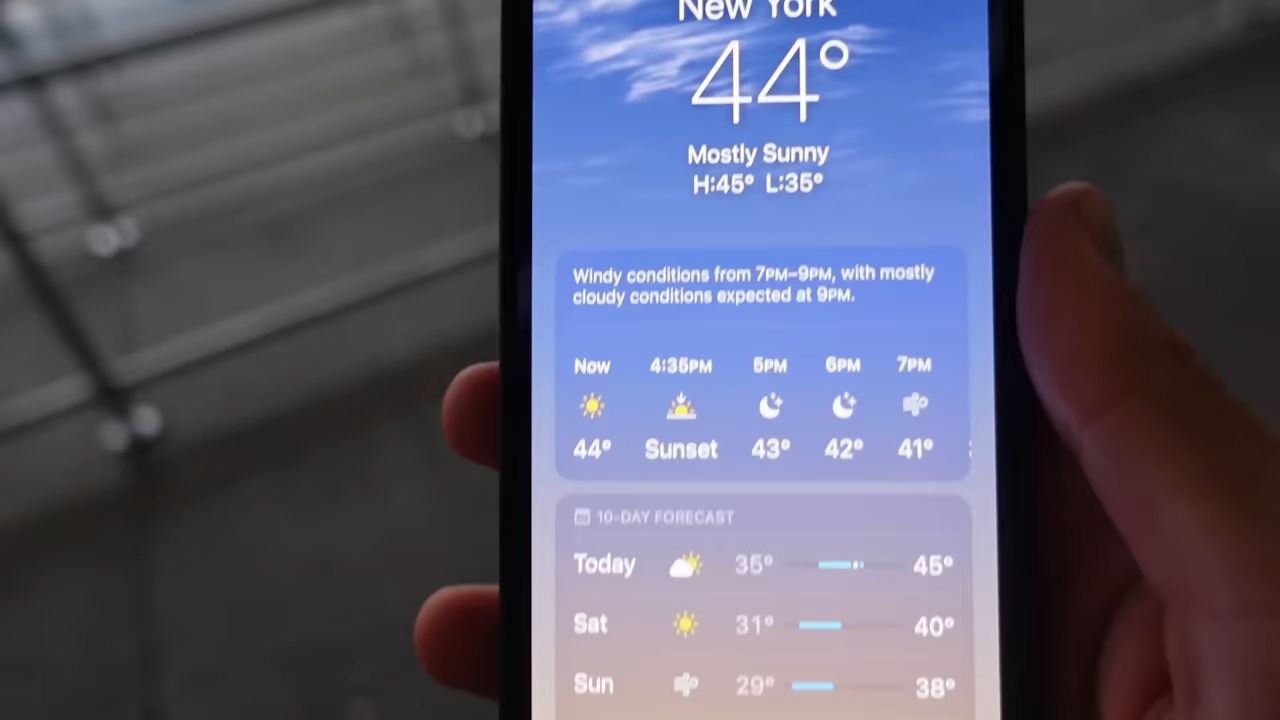 New York
44°
Mostly Sunny
H:45° L:35°
Windy conditions from 7PM–9PM, with mostly
cloudy conditions expected at 9PM.
Now 4:35PM 5PM 6PM 7PM
44° Sunset 43° 42° 41°
10-DAY FORECAST
Today 35° 45°
Sat 31° 40°
Sun 29° 38°